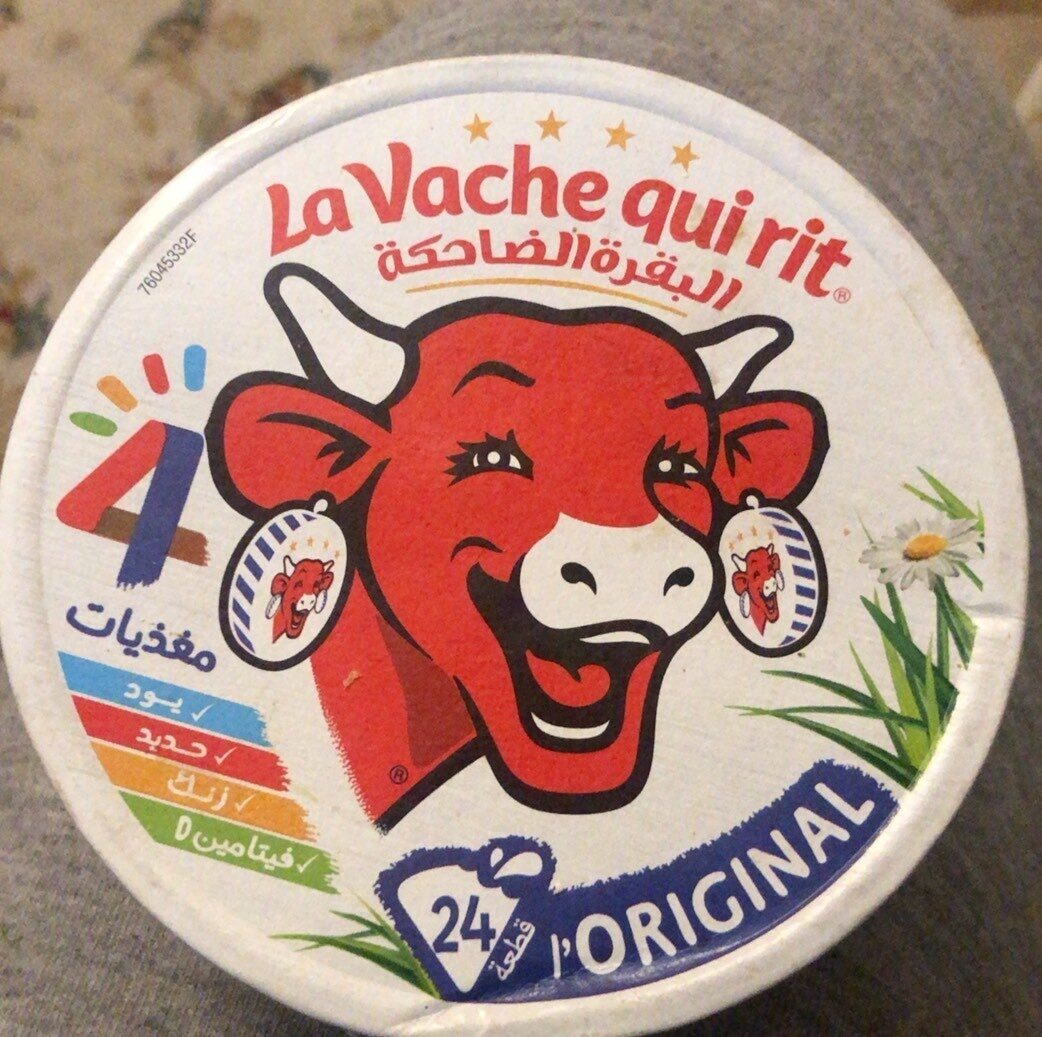 La Vache qui rit®
البقرة الضاحكة
76045332F
4
مغذيات
✓ يود
✓ حديد
✓ زنك
✓ فيتامين D
®
24
قطعة
l'ORIGINAL